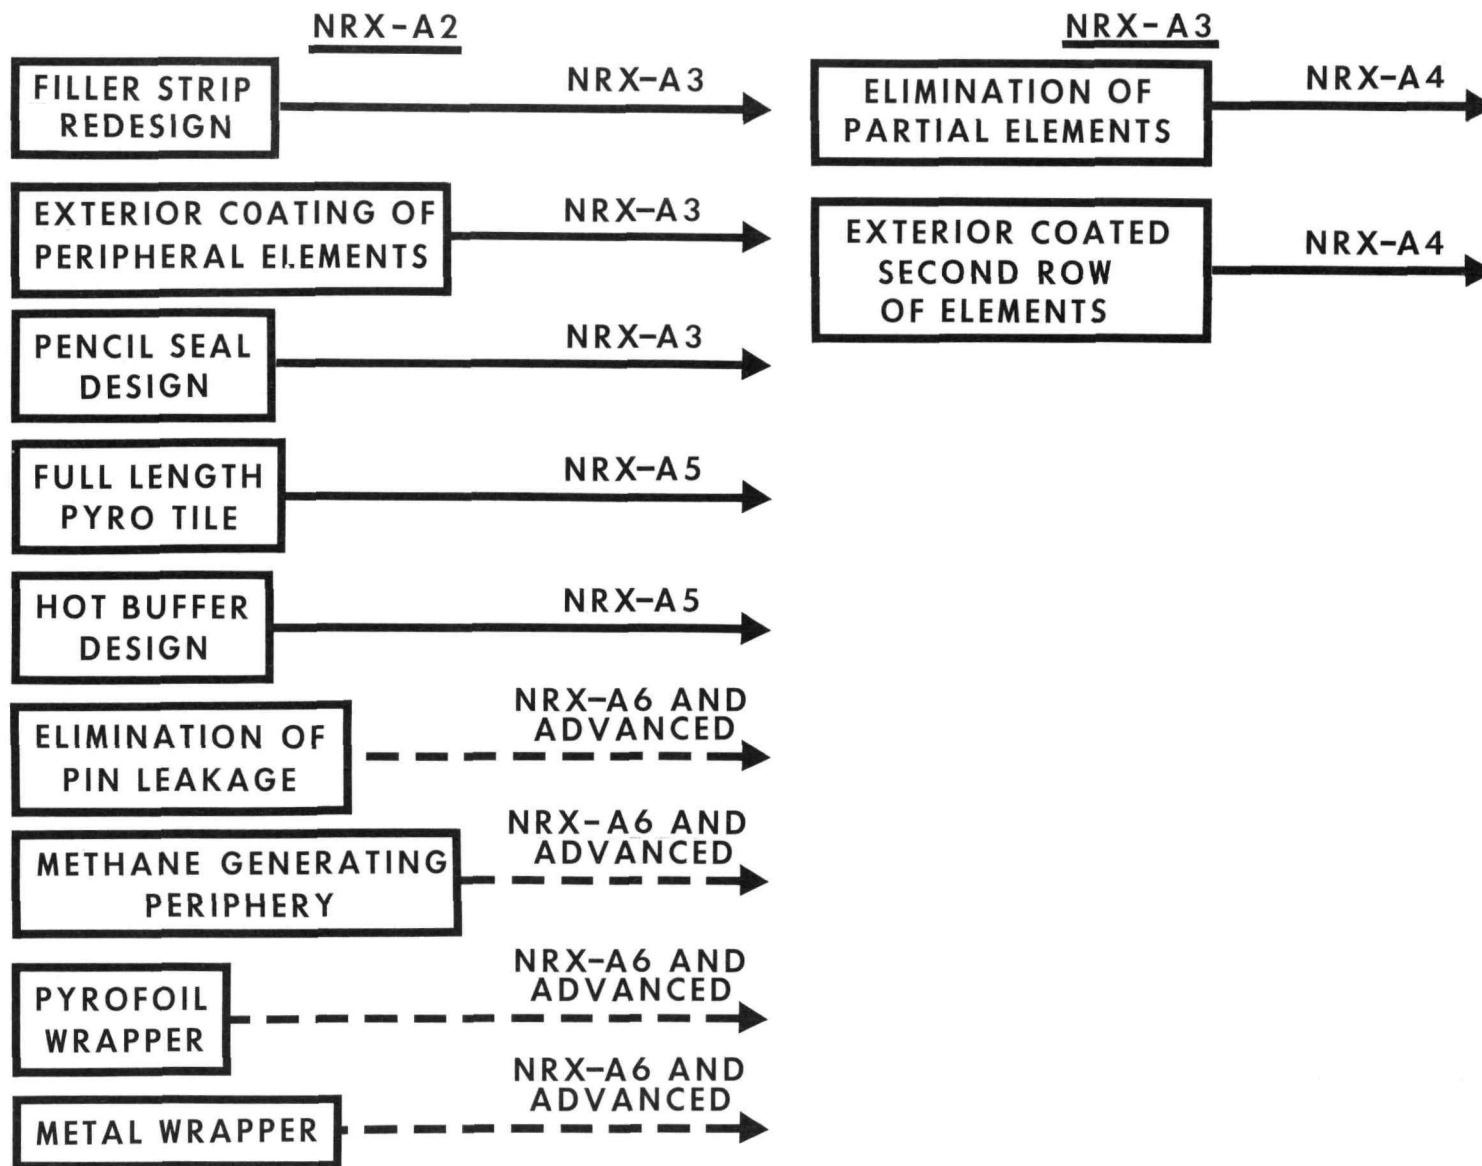 NRX-A2
FILLER STRIP
REDESIGN
NRX-A3
EXTERIOR COATING OF
PERIPHERAL ELEMENTS
NRX-A3
PENCIL SEAL
DESIGN
NRX-A3
FULL LENGTH
PYRO TILE
NRX-A5
HOT BUFFER
DESIGN
NRX-A5
ELIMINATION OF
PIN LEAKAGE
NRX-A6 AND
ADVANCED
METHANE GENERATING
PERIPHERY
NRX-A6 AND
ADVANCED
PYROFOIL
WRAPPER
NRX-A6 AND
ADVANCED
METAL WRAPPER
NRX-A6 AND
ADVANCED
NRX-A3
ELIMINATION OF
PARTIAL ELEMENTS
NRX-A4
EXTERIOR COATED
SECOND ROW
OF ELEMENTS
NRX-A4